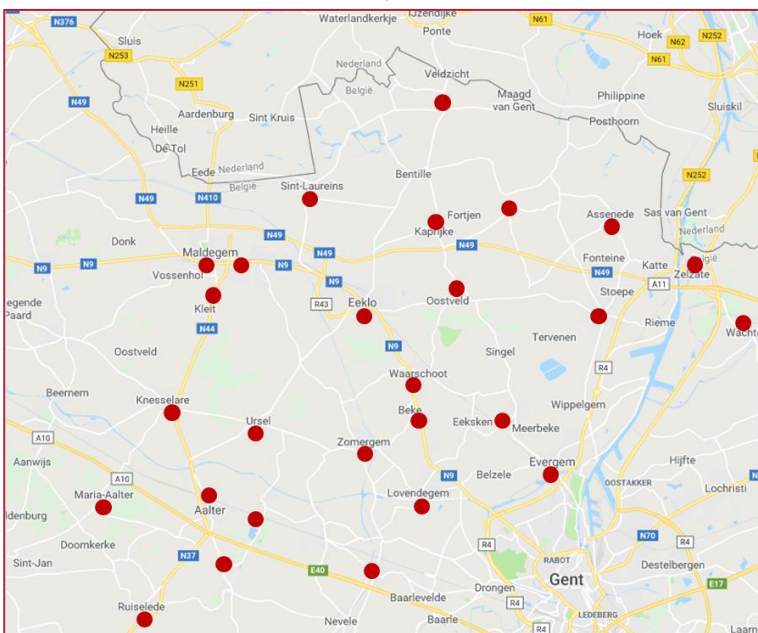 IJzendijke
N376
Waterlandkerkje
N61
Ponte
Hoek
N252
Sluis
N62
N253
N61
Nederland
België
Veldzicht
N251
Maagd
van Gent
Philippine
N49
Aardenburg
Sint Kruis
Posthoorn
Sluiskil
Heille
De Tol
Eede
Nederland
België
Bentille
N252
Sint-Laureins
N49
N410
Fortjen
Assenede
Sas van Gent
Kaprijke
Nederland
Donk
N49
N49
N49
Maldegem
Fonteine
Katte
België
N9
N9
N9
Zelzate
Vossenhol
N9
N49
A11
Kleit
Oostveld
Stoepe
egende
Paard
R43
Eeklo
Rieme
Wachte
N44
Tervenen
Oostveld
N9
Singel
R4
Waarschoot
Beernem
Knesselare
Wippelgem
Beke
Eeksken
Meerbeke
Ursel
A10
Zomergem
Hijfte
Aanwijs
Evergem
A10
N9
Belzele
OOSTAKKER
Maria-Aalter
Lovendegem
Lochristi
ldenburg
Aalter
N70
R4
Doomkerke
R4
N37
RABOT
Sint-Jan
E40
Gent
Destelbergen
Drongen
E17
Baarlevelde
R4
Ruiselede
LEDEBERG
Nevele
Baarle
R4
Laarn